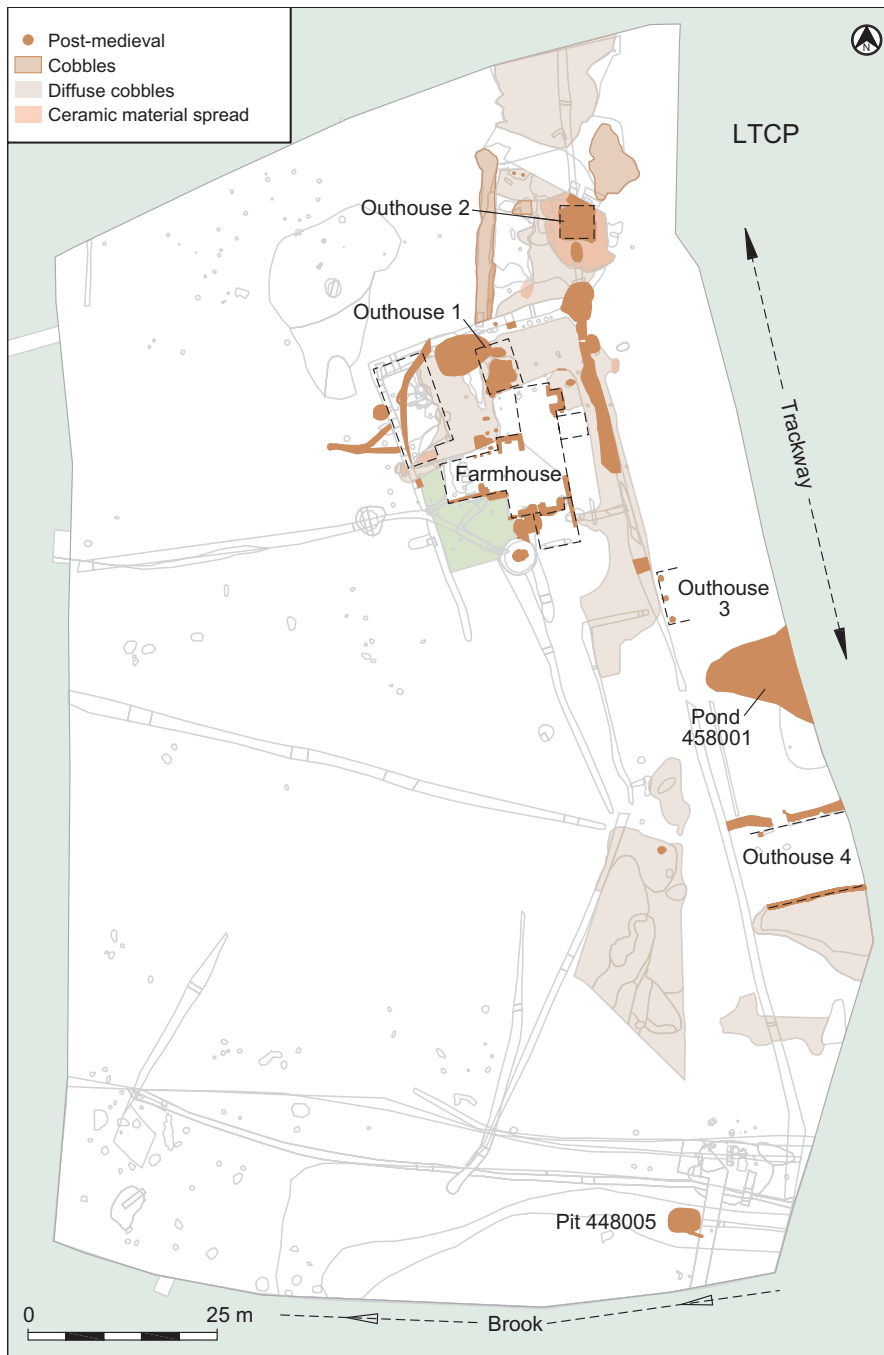 Post-medieval
Cobbles
Diffuse cobbles
Ceramic material spread
N
LTCP
Outhouse 2
Outhouse 1
Trackway
Farmhouse
Outhouse
3
Pond
458001
Outhouse 4
Pit 448005
0 25 m
Brook